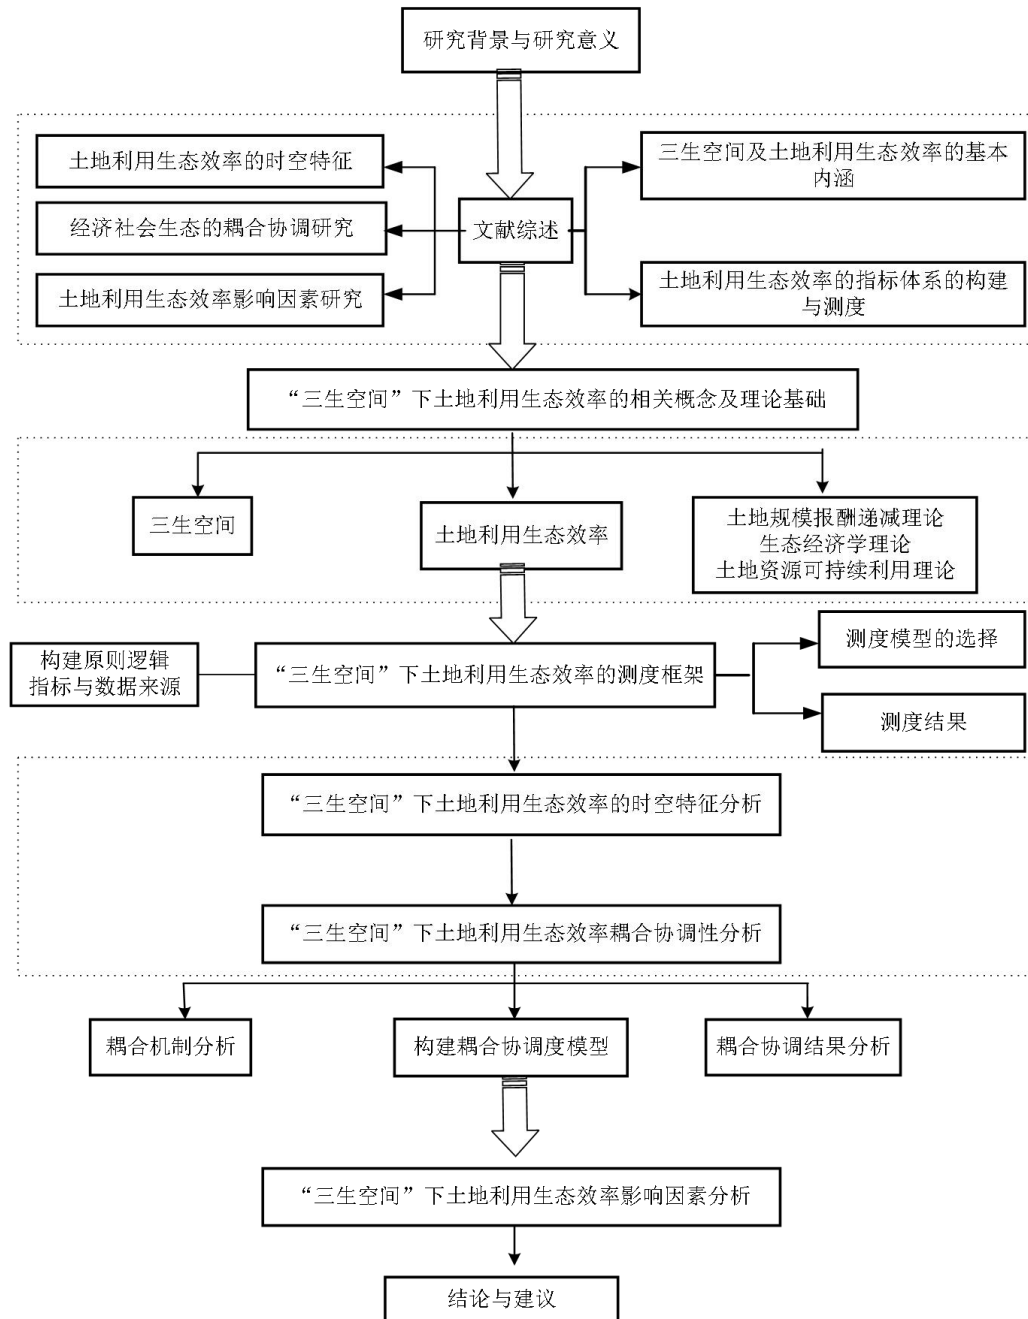 研究背景与研究意义
土地利用生态效率的时空特征
三生空间及土地利用生态效率的基本
内涵
经济社会生态的耦合协调研究
文献综述
土地利用生态效率影响因素研究
土地利用生态效率的指标体系的构建
与测度
“三生空间”下土地利用生态效率的相关概念及理论基础
三生空间
土地利用生态效率
土地规模报酬递减理论
生态经济学理论
土地资源可持续利用理论
构建原则逻辑
指标与数据来源
“三生空间”下土地利用生态效率的测度框架
测度模型的选择
测度结果
“三生空间”下土地利用生态效率的时空特征分析
“三生空间”下土地利用生态效率耦合协调性分析
耦合机制分析
构建耦合协调度模型
耦合协调结果分析
“三生空间”下土地利用生态效率影响因素分析
结论与建议